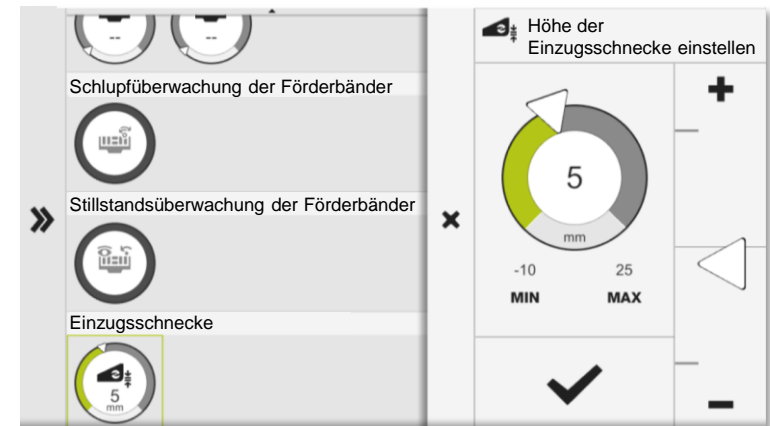 -- --
Schlupfüberwachung der Förderbänder
Stillstandsüberwachung der Förderbänder
Einzugsschnecke
5
mm
Höhe der
Einzugsschnecke einstellen
5
mm
-10 25
MIN MAX